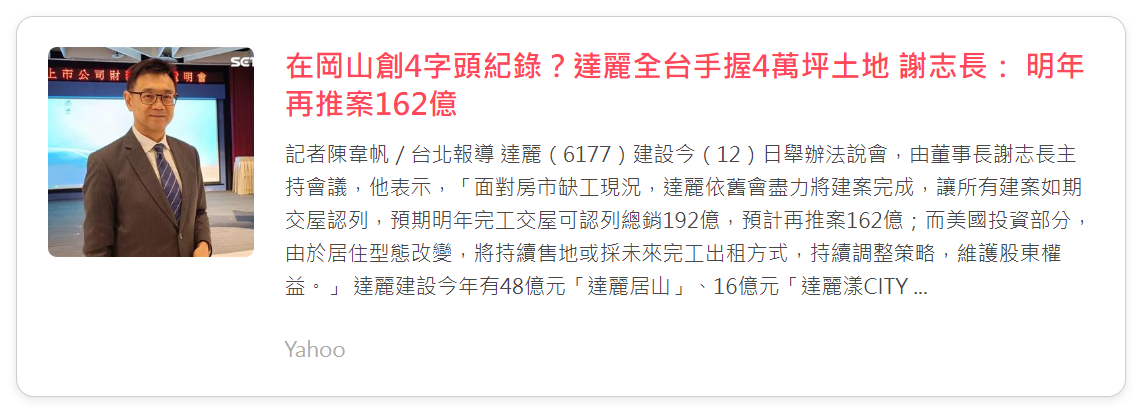 上市公司財
說明會
SET
在岡山創4字頭紀錄？達麗全台手握4萬坪土地 謝志長： 明年
再推案162億
記者陳韋帆／台北報導 達麗（6177）建設今（12）日舉辦法說會，由董事長謝志長主
持會議，他表示，「面對房市缺工現況，達麗依舊會盡力將建案完成，讓所有建案如期
交屋認列，預期明年完工交屋可認列總銷192億，預計再推案162億；而美國投資部分，
由於居住型態改變，將持續售地或採未來完工出租方式，持續調整策略，維護股東權
益。」 達麗建設今年有48億元「達麗居山」、16億元「達麗漾CITY ...
Yahoo